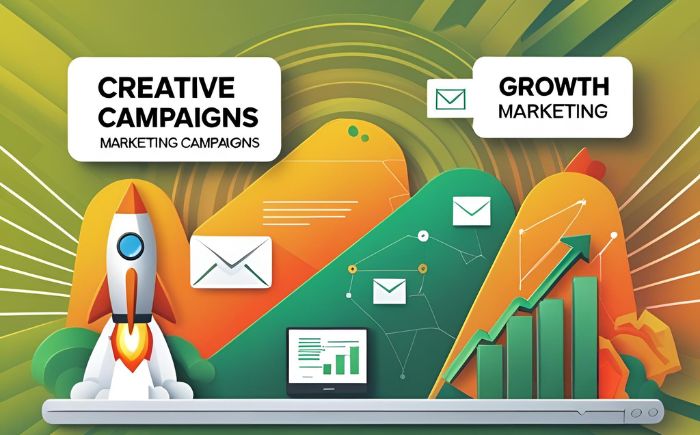 CREATIVE
CAMPAIGNS
MARKETING CAMPAIGNS
GROWTH
MARKETING